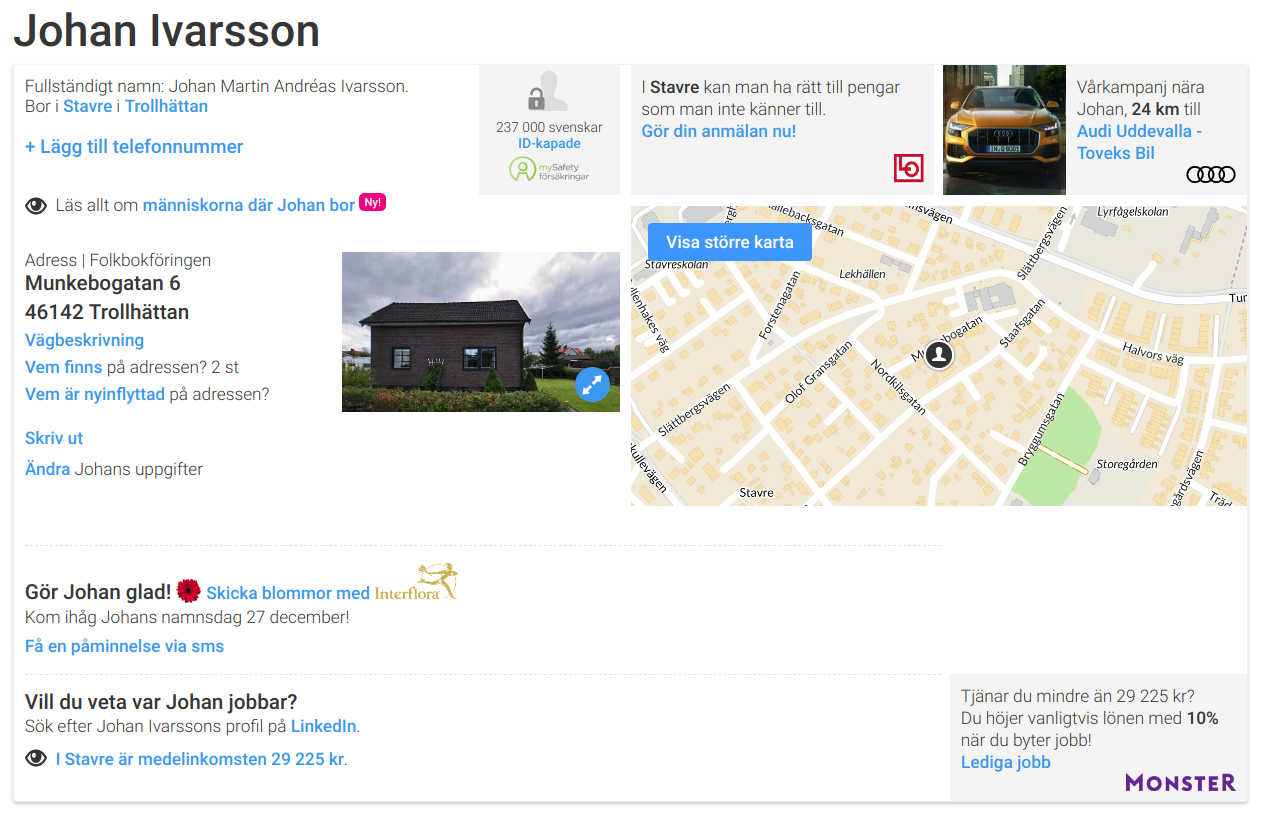 Johan Ivarsson
Fullständigt namn: Johan Martin Andréas Ivarsson.
Bor i Stavre i Trollhättan
+ Lägg till telefonnummer
Läs allt om människorna där Johan bor Ny!
237 000 svenskar
ID-kapade
mySafety
försäkringar
I Stavre kan man ha rätt till pengar
som man inte känner till.
Gör din anmälan nu!
LO
Vårkampanj nära
Johan, 24 km till
Audi Uddevalla -
Toveks Bil
Adress | Folkbokföringen
Munkebogatan 6
46142 Trollhättan
Vägbeskrivning
Vem finns på adressen? 2 st
Vem är nyinflyttad på adressen?
Skriv ut
Ändra Johans uppgifter
Visa större karta
Stavreskolan
Lekhällen
Lyrfågelskolan
Slättbergsvägen
Forstenagatan
Staafsgatan
Halvors väg
Olof Gransgatan
Nordkilsgatan
Slättbergsvägen
Bryggumsgatan
Storegården
Stavre
Gör Johan glad! Skicka blommor med Interflora
Kom ihåg Johans namnsdag 27 december!
Få en påminnelse via sms
Vill du veta var Johan jobbar?
Sök efter Johan Ivarssons profil på LinkedIn.
I Stavre är medelinkomsten 29 225 kr.
Tjänar du mindre än 29 225 kr?
Du höjer vanligtvis lönen med 10%
när du byter jobb!
Lediga jobb
MONSTER